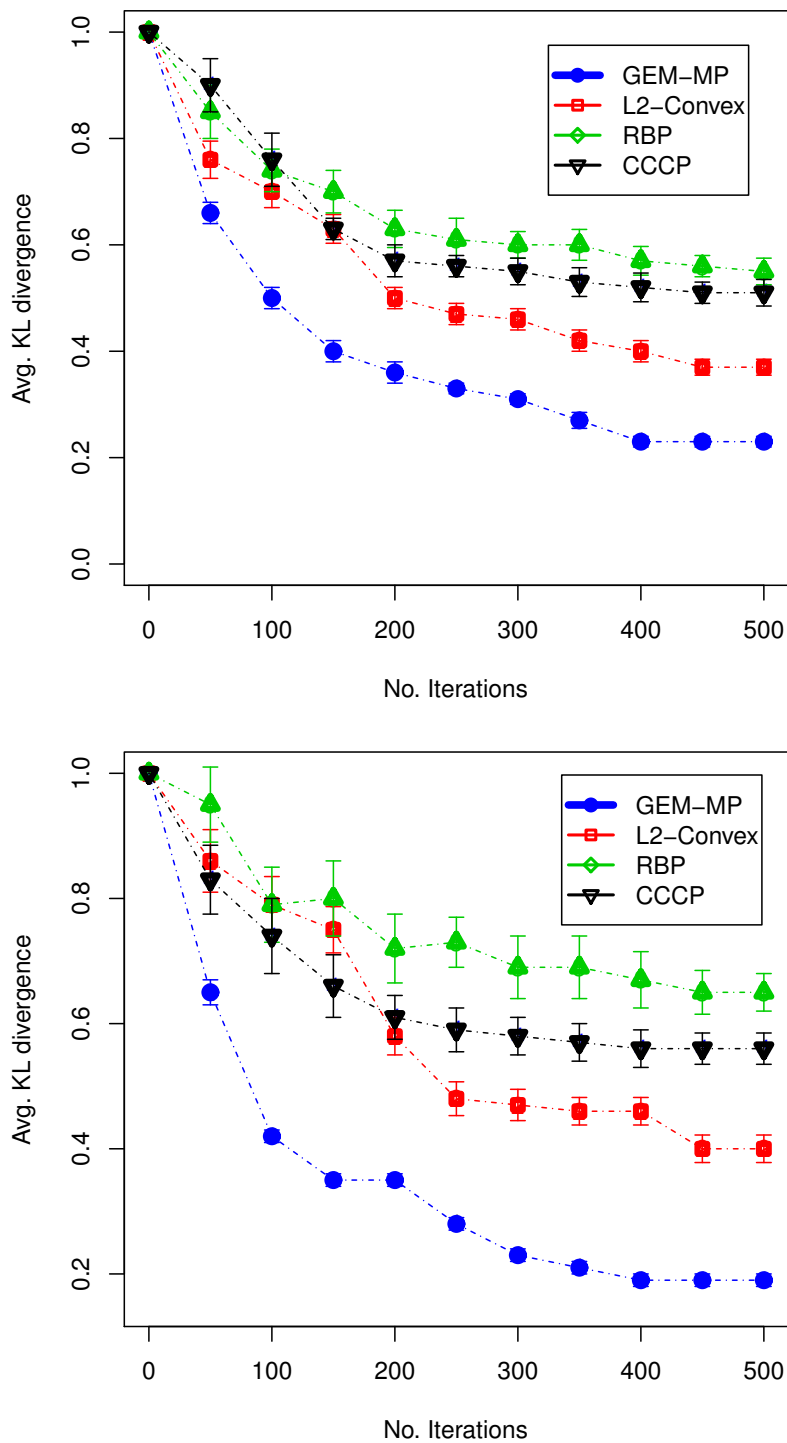 Avg. KL divergence
1.0
0.8
0.6
0.4
0.2
0.0
GEM−MP
L2−Convex
RBP
CCCP
0 100 200 300 400 500
No. Iterations
Avg. KL divergence
1.0
0.8
0.6
0.4
0.2
GEM−MP
L2−Convex
RBP
CCCP
0 100 200 300 400 500
No. Iterations